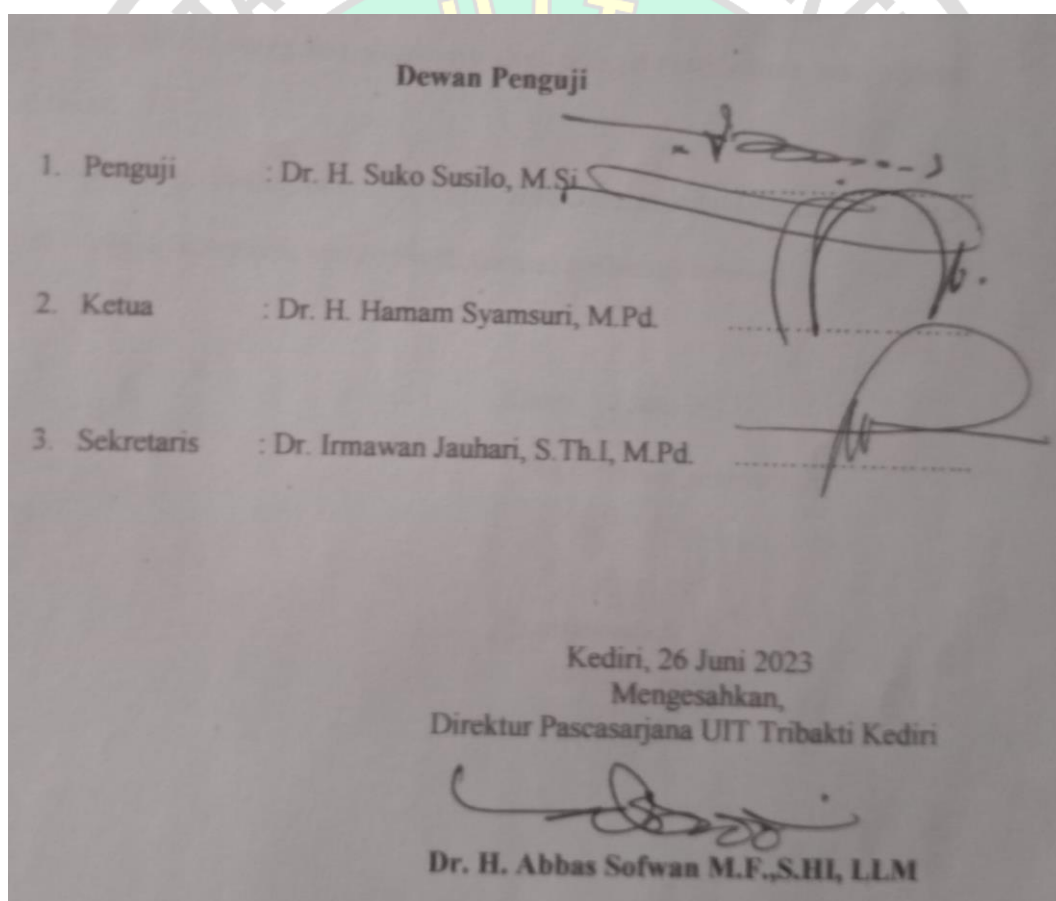 Dewan Penguji
1. Penguji : Dr. H. Suko Susilo, M.Si
2. Ketua : Dr. H. Hamam Syamsuri, M.Pd.
3. Sekretaris : Dr. Irmawan Jauhari, S.Th.I, M.Pd.
Kediri, 26 Juni 2023
Mengesahkan,
Direktur Pascasarjana UIT Tribakti Kediri
Dr. H. Abbas Sofwan M.F.,S.HI, LLM